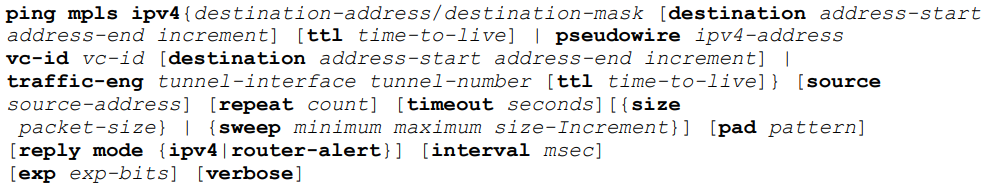 ping mpls ipv4{destination-address/destination-mask [destination address-start
address-end increment] [ttl time-to-live] | pseudowire ipv4-address
vc-id vc-id [destination address-start address-end increment] |
traffic-eng tunnel-interface tunnel-number [ttl time-to-live]} [source
source-address] [repeat count] [timeout seconds][{size
packet-size} | {sweep minimum maximum size-Increment}] [pad pattern]
[reply mode {ipv4|router-alert}] [interval msec]
[exp exp-bits] [verbose]